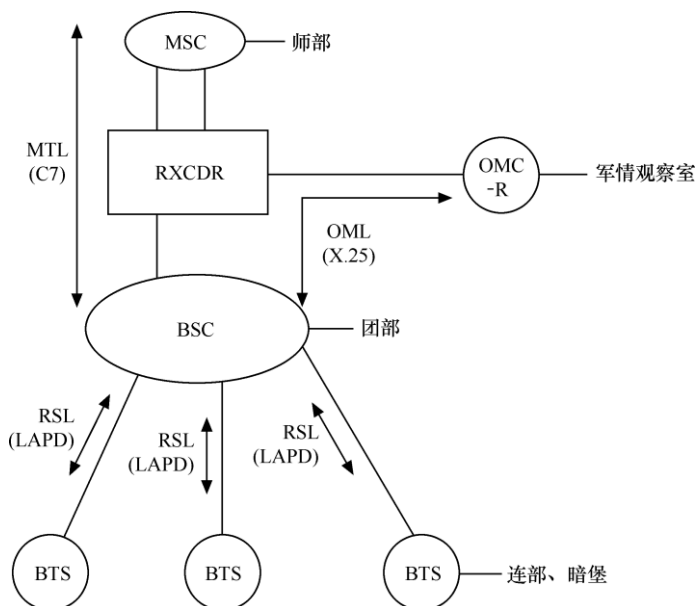 MSC
师部
MTL
(C7)
RXCDR
OMC
-R
军情观察室
OML
(X.25)
BSC
团部
RSL
(LAPD)
RSL
(LAPD)
RSL
(LAPD)
BTS
BTS
BTS
连部、暗堡